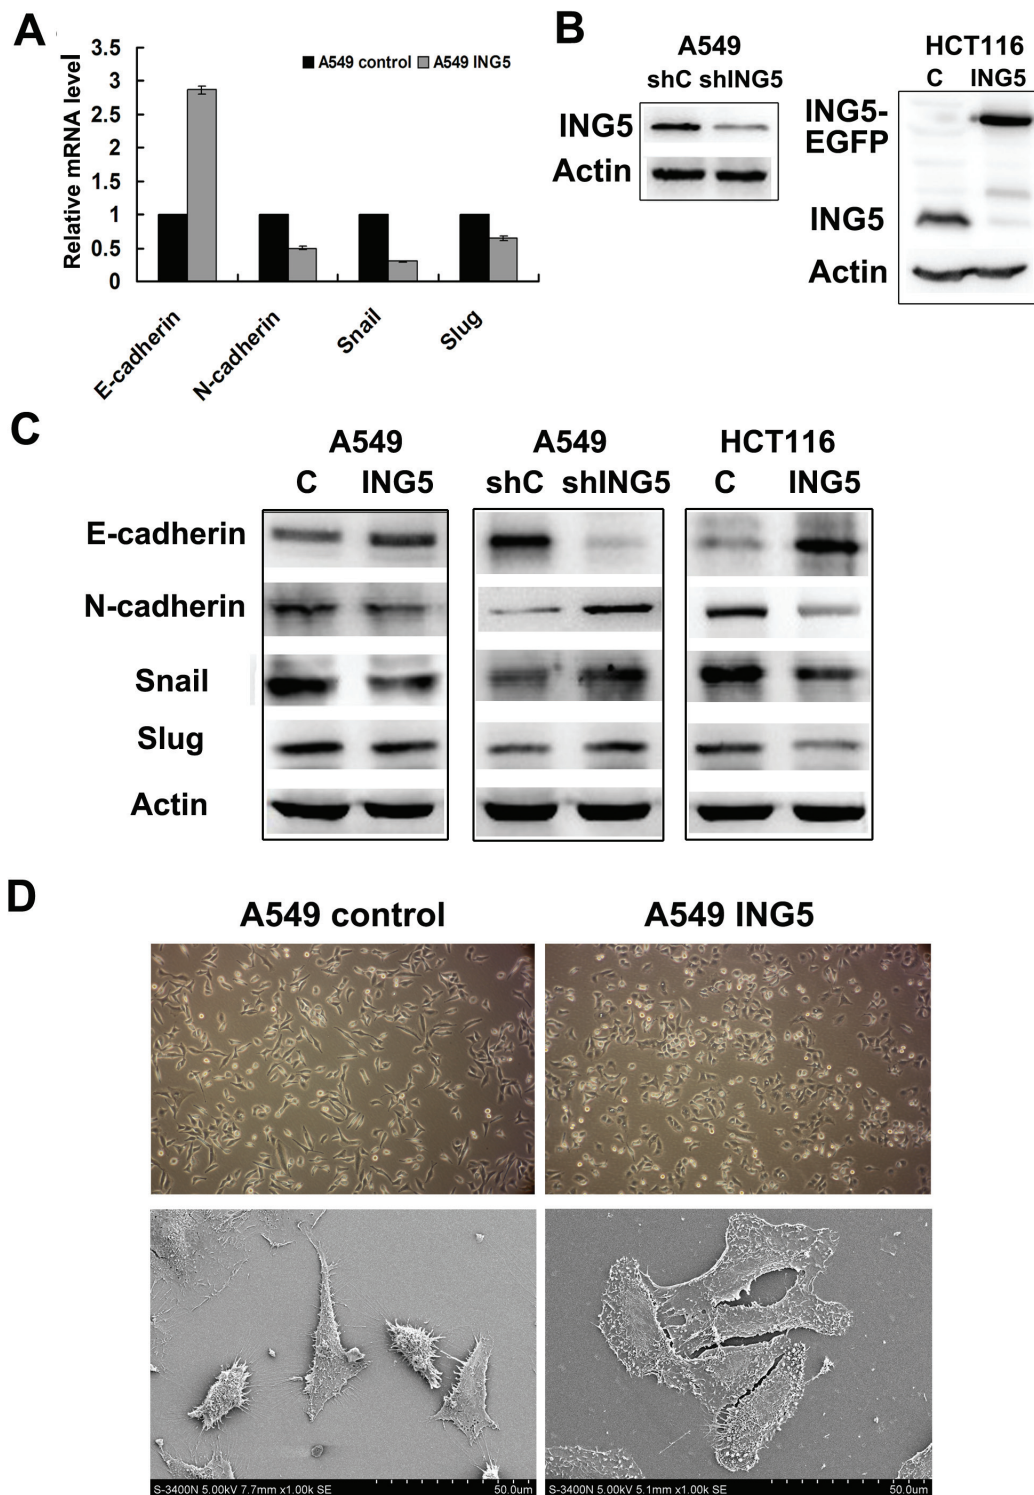 A
Relative mRNA level
3.5
3
2.5
2
1.5
1
0.5
0
A549 control A549 ING5
E-cadherin
N-cadherin
Snail
Slug
B
A549
shC shING5
ING5
Actin
HCT116
C ING5
ING5-
EGFP
ING5
Actin
C
A549
C ING5
A549
shC shING5
HCT116
C ING5
E-cadherin
N-cadherin
Snail
Slug
Actin
D
A549 control
A549 ING5
S-3400N 5.00kV 7.7mm x1.00k SE 50.0um
S-3400N 5.00kV 5.1mm x1.00k SE 50.0um